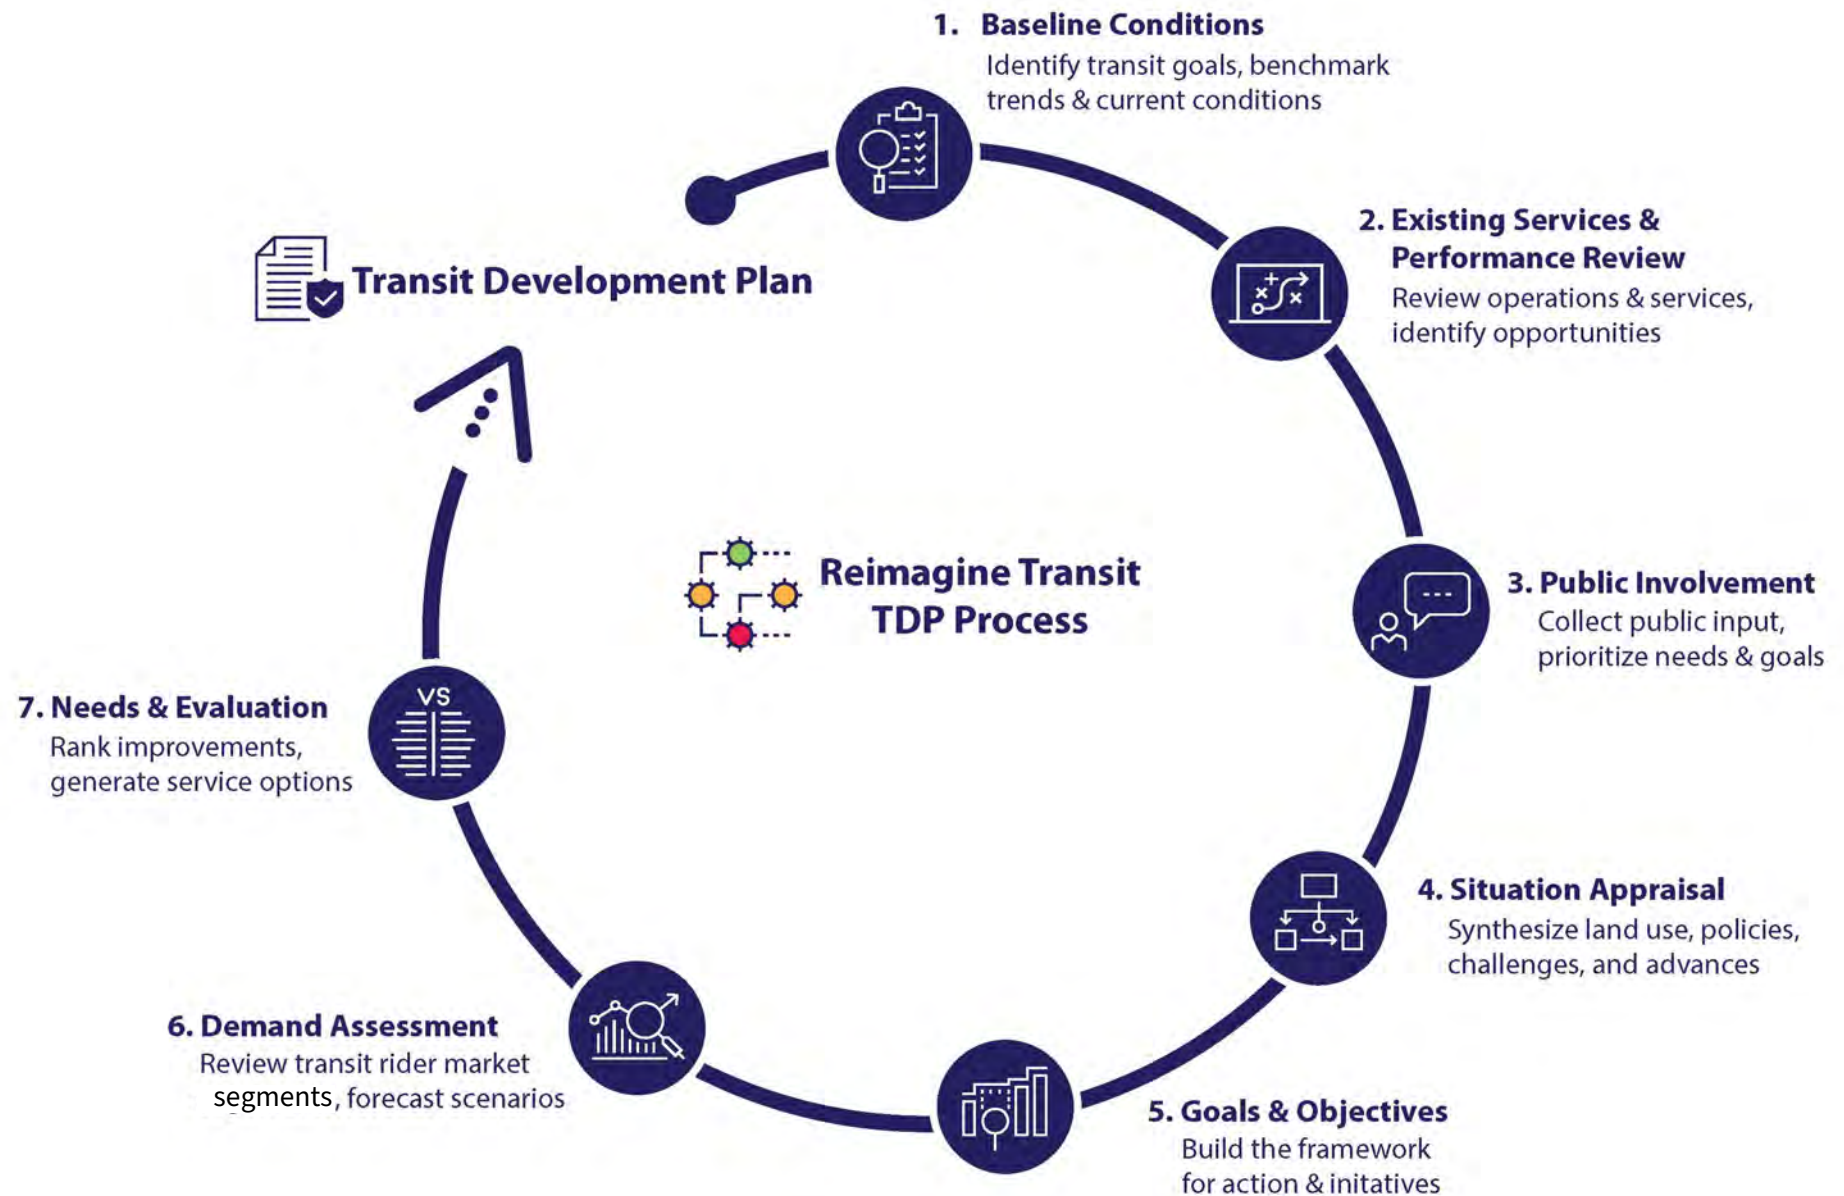 1. Baseline Conditions
Identify transit goals, benchmark
trends & current conditions
2. Existing Services &
Performance Review
Review operations & services,
identify opportunities
Transit Development Plan
3. Public Involvement
Collect public input,
prioritize needs & goals
Reimagine Transit
TDP Process
4. Situation Appraisal
Synthesize land use, policies,
challenges, and advances
5. Goals & Objectives
Build the framework
for action & initatives
6. Demand Assessment
Review transit rider market
segments, forecast scenarios
7. Needs & Evaluation
Rank improvements,
generate service options
VS